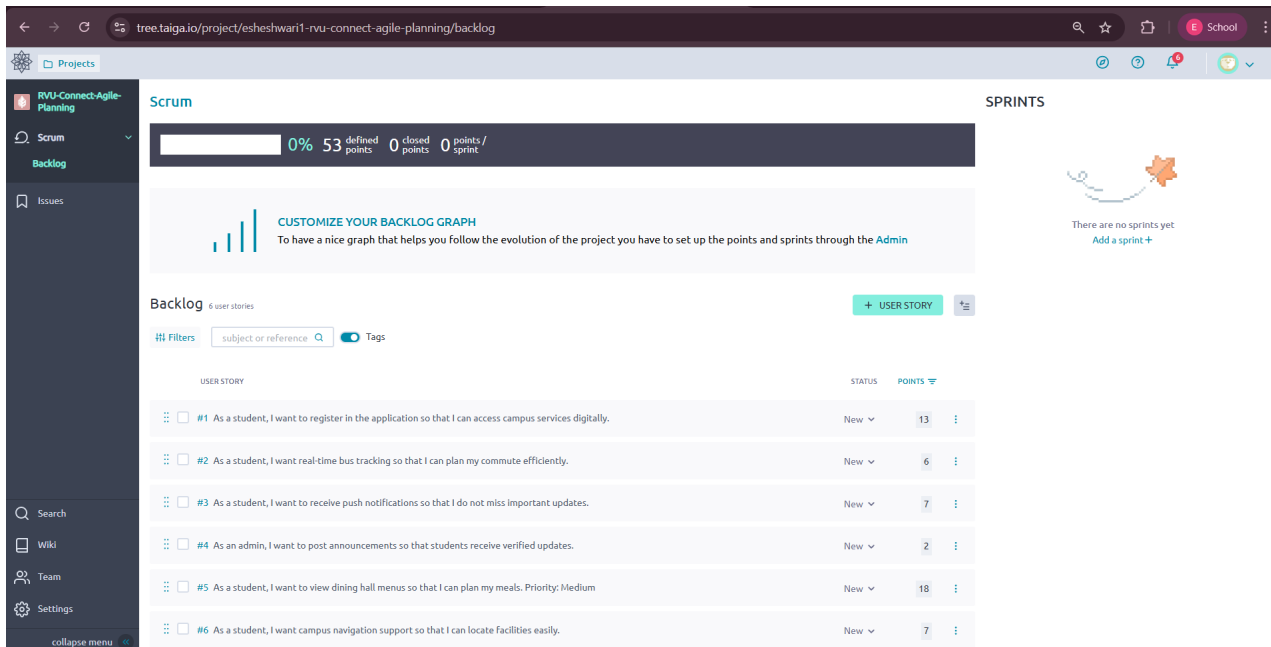 tree.taiga.io/project/esheshwari1-rvu-connect-agile-planning/backlog
E School
Projects
6
RVU-Connect-Agile-
Planning
Scrum
Backlog
Issues
Search
Wiki
Team
Settings
collapse menu
Scrum
0% 53 defined points 0 closed points 0 points / sprint
CUSTOMIZE YOUR BACKLOG GRAPH
To have a nice graph that helps you follow the evolution of the project you have to set up the points and sprints through the Admin
Backlog 6 user stories
+ USER STORY
Filters subject or reference Tags
USER STORY STATUS POINTS
#1 As a student, I want to register in the application so that I can access campus services digitally. New 13
#2 As a student, I want real-time bus tracking so that I can plan my commute efficiently. New 6
#3 As a student, I want to receive push notifications so that I do not miss important updates. New 7
#4 As an admin, I want to post announcements so that students receive verified updates. New 2
#5 As a student, I want to view dining hall menus so that I can plan my meals. Priority: Medium New 18
#6 As a student, I want campus navigation support so that I can locate facilities easily. New 7
SPRINTS
There are no sprints yet
Add a sprint +